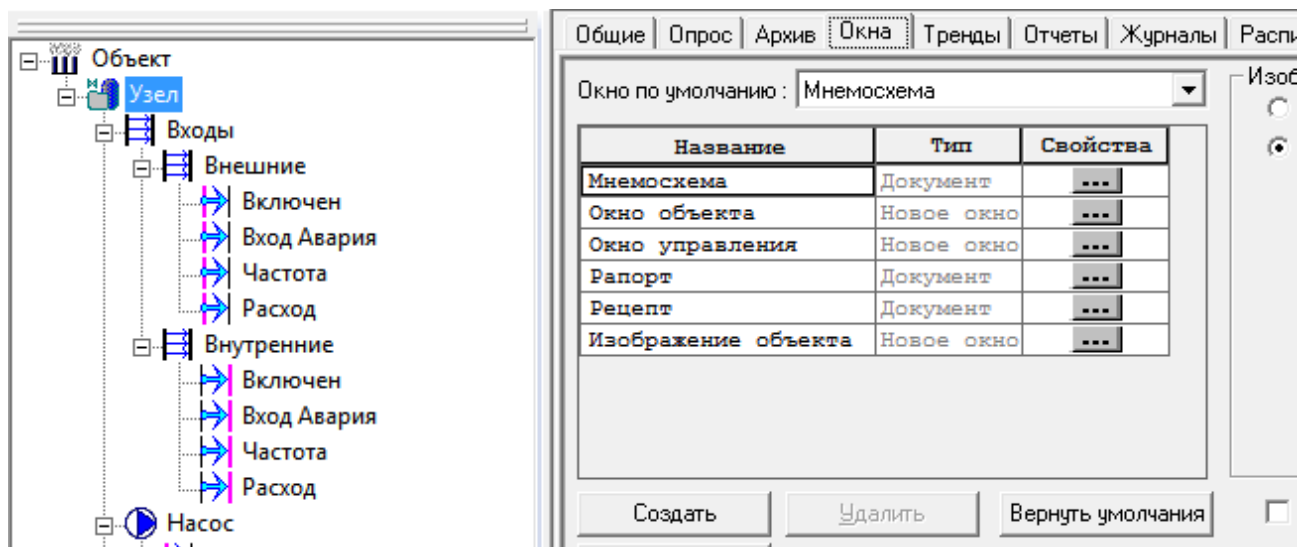 Объект
Узел
Входы
Внешние
Включен
Вход Авария
Частота
Расход
Внутренние
Включен
Вход Авария
Частота
Расход
Насос
Общие Опрос Архив Окна Тренды Отчеты Журналы Распи
Окно по умолчанию : Мнемосхема
Изоб
Название Тип Свойства
Мнемосхема Документ ...
Окно объекта Новое окно ...
Окно управления Новое окно ...
Рапорт Документ ...
Рецепт Документ ...
Изображение объекта Новое окно ...
Создать Удалить Вернуть умолчания